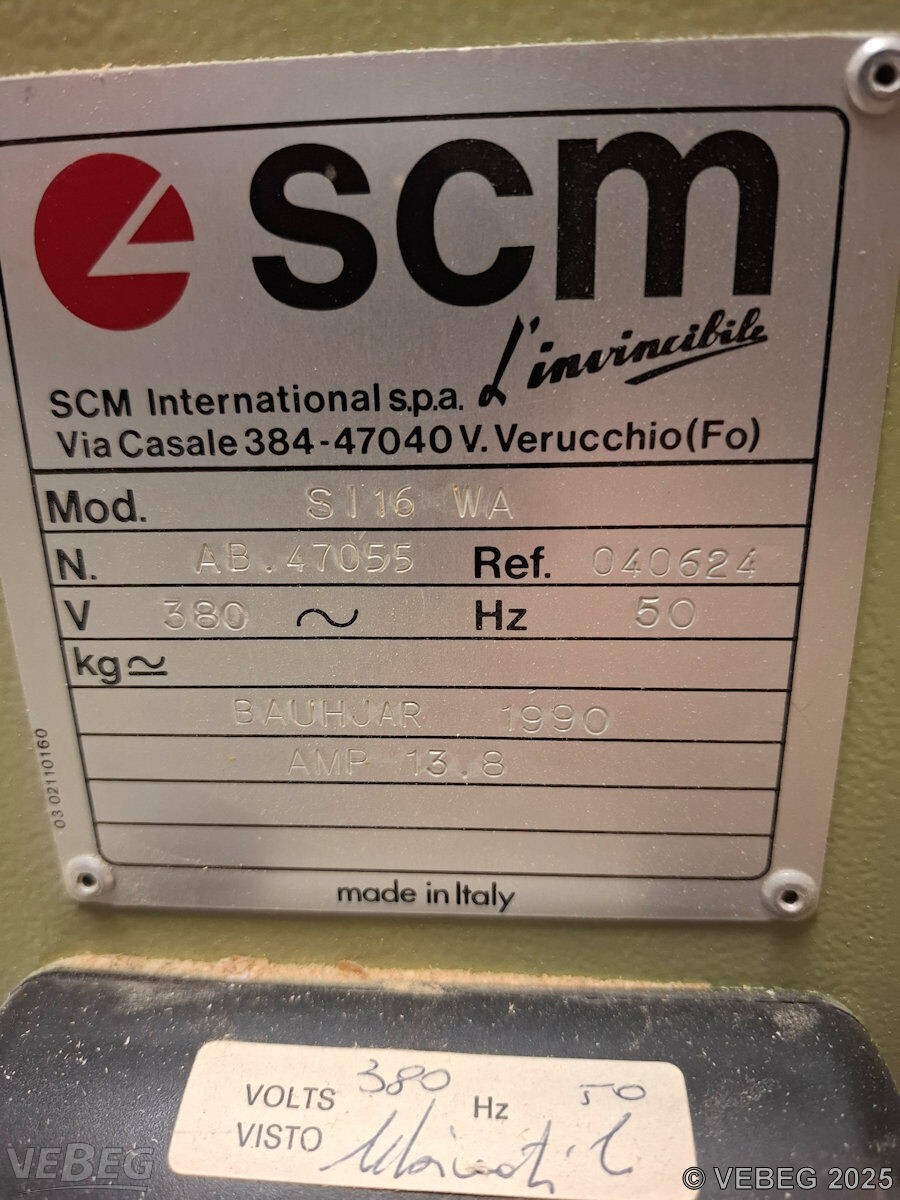 scm
L'invincibile
SCM International s.p.a.
Via Casale 384-47040 V. Verucchio (Fo)
Mod. SI16 WA
N. AB.47055 Ref. 040624
V 380 ~ Hz 50
kg ≃
BAUHJAR 1990
AMP 13.8
03 02110160
made in Italy
VOLTS 380 Hz 50
VISTO
VEBEG
© VEBEG 2025